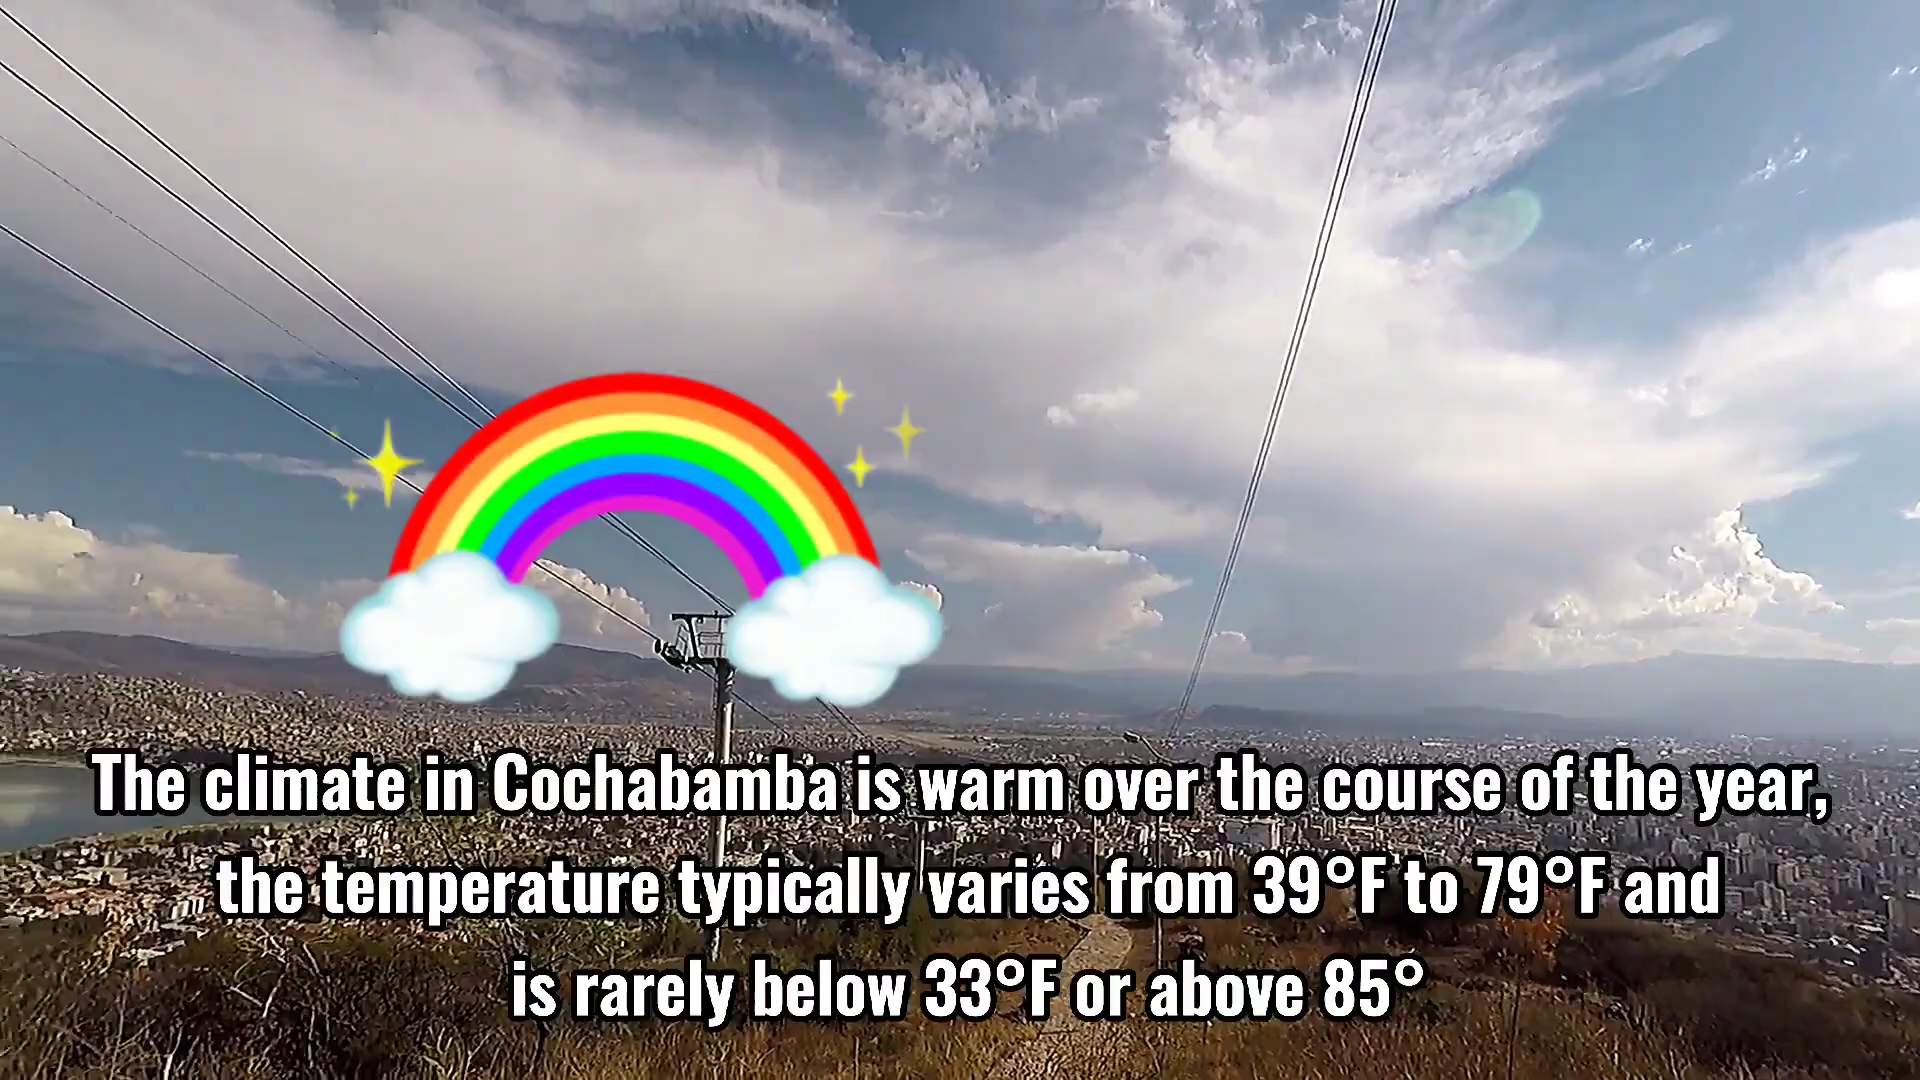 The climate in Cochabamba is warm over the course of the year,
the temperature typically varies from 39°F to 79°F and
is rarely below 33°F or above 85°